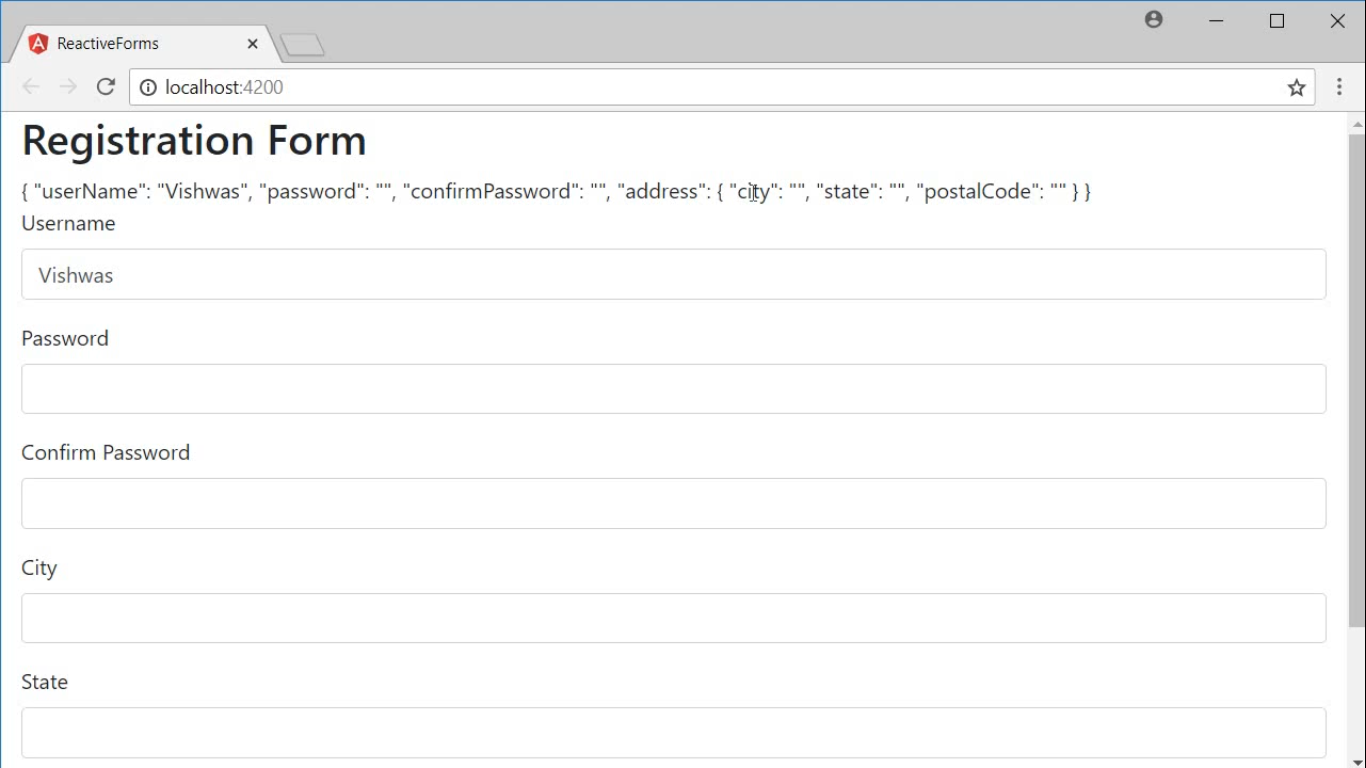 ReactiveForms
localhost:4200
Registration Form
{ "userName": "Vishwas", "password": "", "confirmPassword": "", "address": { "city": "", "state": "", "postalCode": "" } }
Username
Vishwas
Password
Confirm Password
City
State